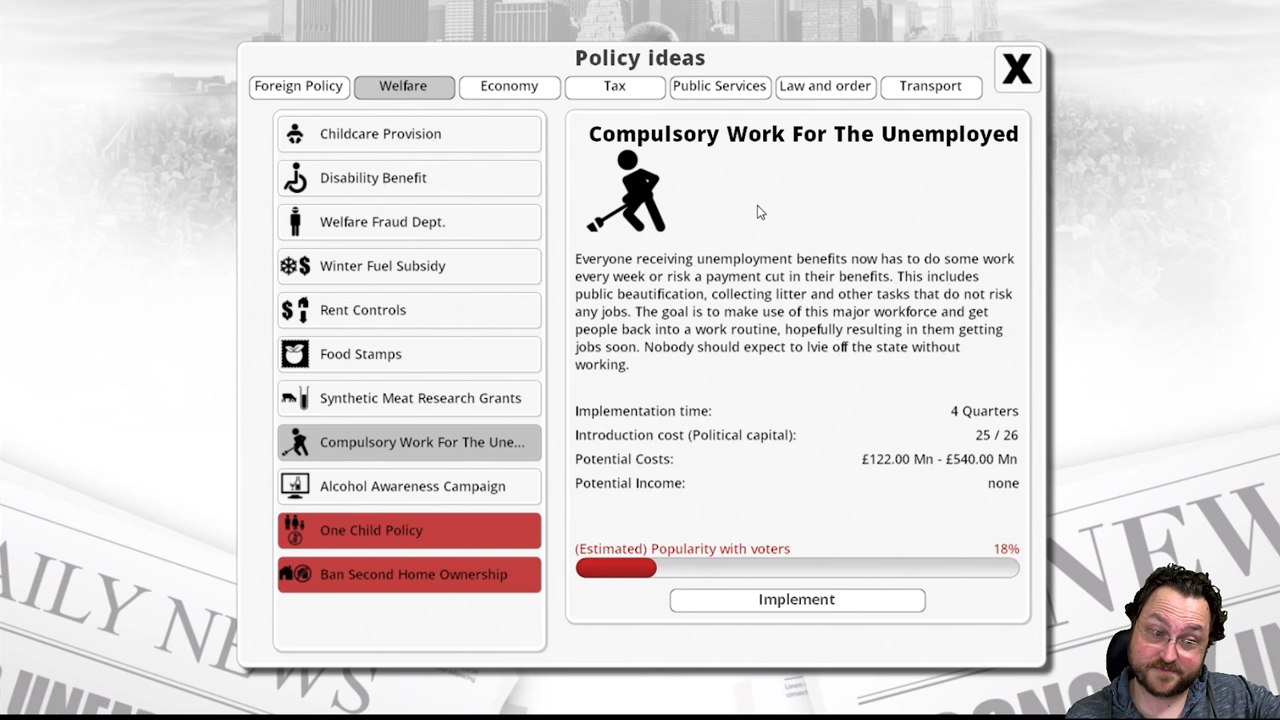 Policy ideas
X
Foreign Policy
Welfare
Economy
Tax
Public Services
Law and order
Transport
Childcare Provision
Disability Benefit
Welfare Fraud Dept.
Winter Fuel Subsidy
Rent Controls
Food Stamps
Synthetic Meat Research Grants
Compulsory Work For The Une...
Alcohol Awareness Campaign
One Child Policy
Ban Second Home Ownership
Compulsory Work For The Unemployed
Everyone receiving unemployment benefits now has to do some work
every week or risk a payment cut in their benefits. This includes
public beautification, collecting litter and other tasks that do not risk
any jobs. The goal is to make use of this major workforce and get
people back into a work routine, hopefully resulting in them getting
jobs soon. Nobody should expect to lvie off the state without
working.
Implementation time: 4 Quarters
Introduction cost (Political capital): 25 / 26
Potential Costs: £122.00 Mn - £540.00 Mn
Potential Income: none
(Estimated) Popularity with voters 18%
Implement
AILY NEWS
NEW